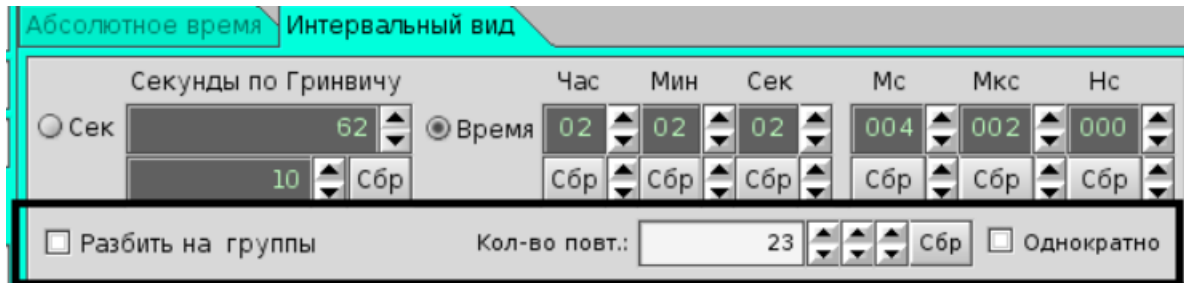 Абсолютное время Интервальный вид
Секунды по Гринвичу Час Мин Сек Мс Мкс Нс
Сек 62 Время 02 02 02 004 002 000
10 Сбр Сбр Сбр Сбр Сбр Сбр Сбр
Разбить на группы Кол-во повт.: 23 Сбр Однократно